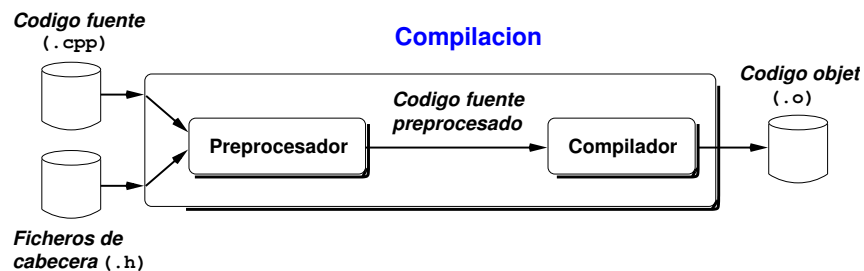 Codigo fuente
(.cpp)
Compilacion
Codigo objet
(.o)
Codigo fuente
preprocesado
Preprocesador
Compilador
Ficheros de
cabecera (.h)